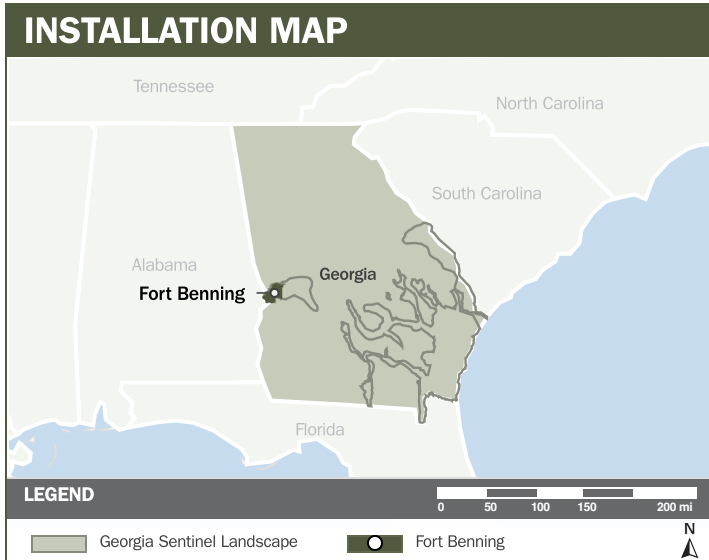 INSTALLATION MAP
Tennessee
North Carolina
South Carolina
Alabama
Georgia
Fort Benning
Florida
LEGEND
0 50 100 150 200 mi
Georgia Sentinel Landscape
Fort Benning
N